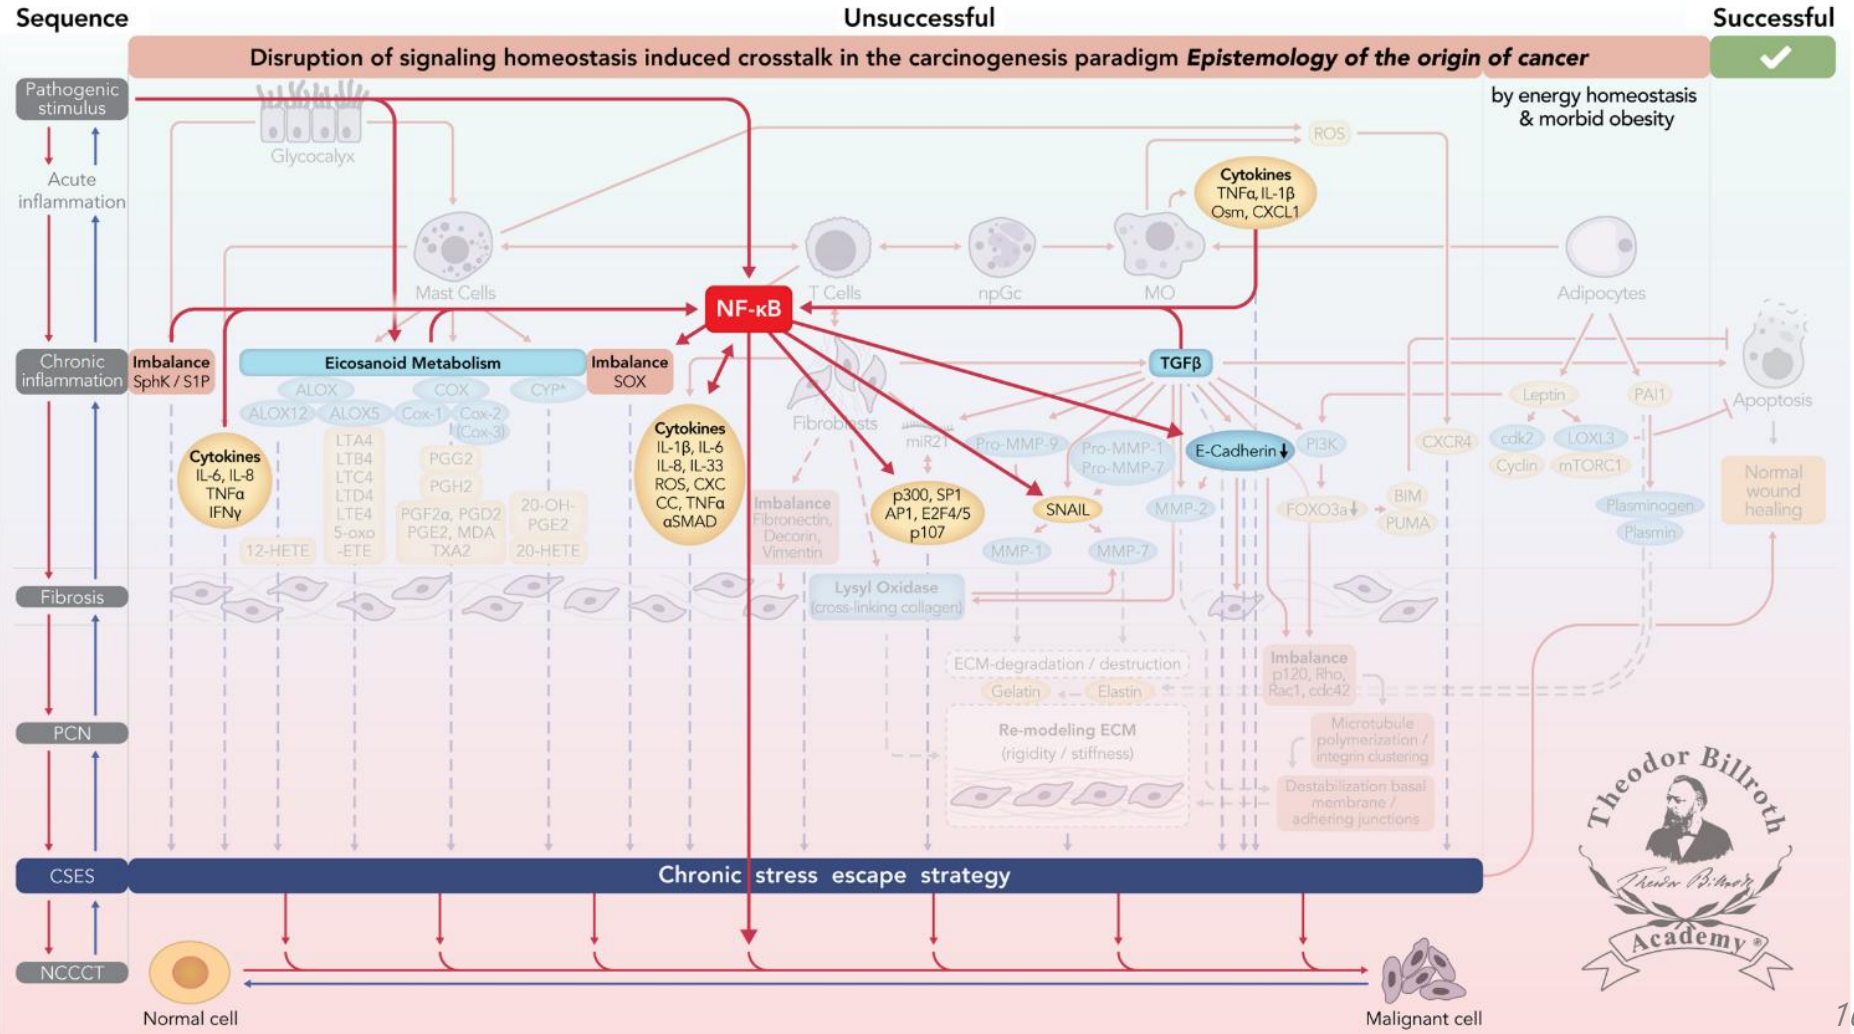 Sequence
Unsuccessful
Successful
Disruption of signaling homeostasis induced crosstalk in the carcinogenesis paradigm Epistemology of the origin of cancer
by energy homeostasis
& morbid obesity
Pathogenic
stimulus
Acute
inflammation
Chronic
inflammation
Fibrosis
PCN
CSES
NCCCT
Glycocalyx
ROS
Cytokines
TNFα, IL-1β
Osm, CXCL1
Mast Cells
T Cells
npGc
MO
Adipocytes
NF-κB
Imbalance
SphK / S1P
Eicosanoid Metabolism
Imbalance
SOX
TGFβ
ALOX
COX
CYP*
ALOX12
ALOX5
Cox-1
Cox-2
(Cox-3)
Cytokines
IL-6, IL-8
TNFα
IFNγ
LTA4
LTB4
LTC4
LTD4
LTE4
5-oxo
-ETE
PGG2
PGH2
PGF2α, PGD2
PGE2, MDA
TXA2
20-OH-
PGE2
20-HETE
12-HETE
Cytokines
IL-1β, IL-6
IL-8, IL-33
ROS, CXC
CC, TNFα
αSMAD
Fibroblasts
Imbalance
Fibronectin,
Decorin,
Vimentin
miR21
p300, SP1
AP1, E2F4/5
p107
Pro-MMP-9
Pro-MMP-1
Pro-MMP-7
SNAIL
MMP-1
MMP-7
MMP-2
E-Cadherin↓
PI3K
FOXO3a↓
BIM
PUMA
CXCR4
Leptin
PAI1
cdk2
LOXL3
Cyclin
mTORC1
Plasminogen
Plasmin
Apoptosis
Normal
wound
healing
Lysyl Oxidase
(cross-linking collagen)
ECM-degradation / destruction
Gelatin
Elastin
Re-modeling ECM
(rigidity / stiffness)
Imbalance
p120, Rho,
Rac1, cdc42
Microtubule
polymerization /
integrin clustering
Destabilization basal
membrane /
adhering junctions
Chronic stress escape strategy
Normal cell
Malignant cell
Theodor Billroth
Academy ®